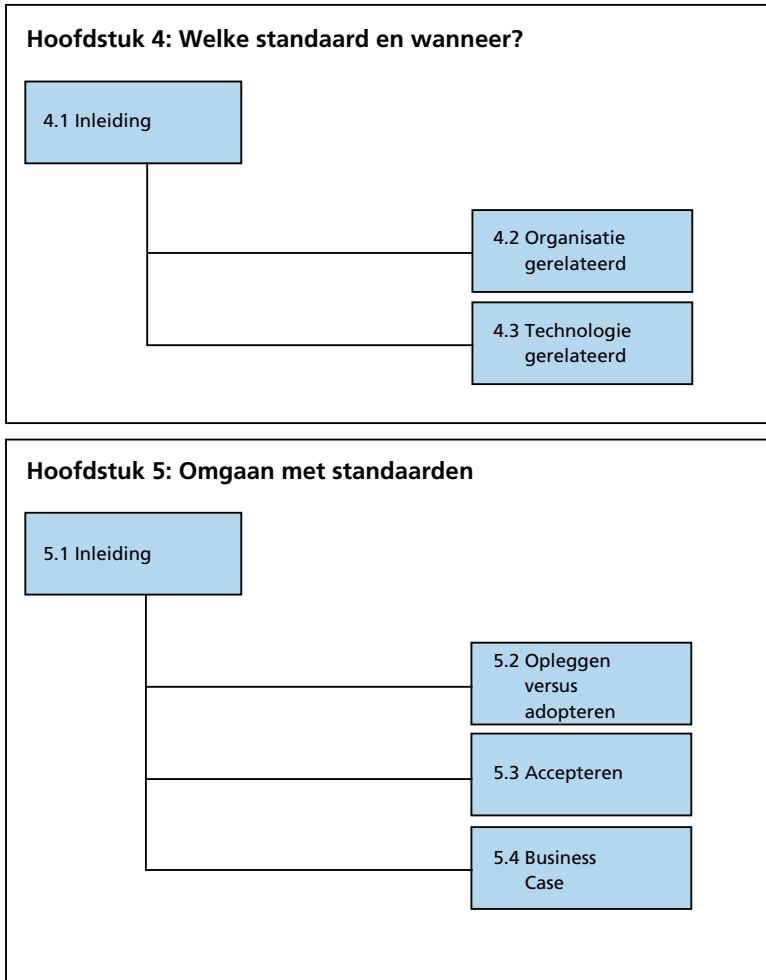 Hoofdstuk 4: Welke standaard en wanneer?
4.1 Inleiding
4.2 Organisatie
gerelateerd
4.3 Technologie
gerelateerd
Hoofdstuk 5: Omgaan met standaarden
5.1 Inleiding
5.2 Opleggen
versus
adopteren
5.3 Accepteren
5.4 Business
Case